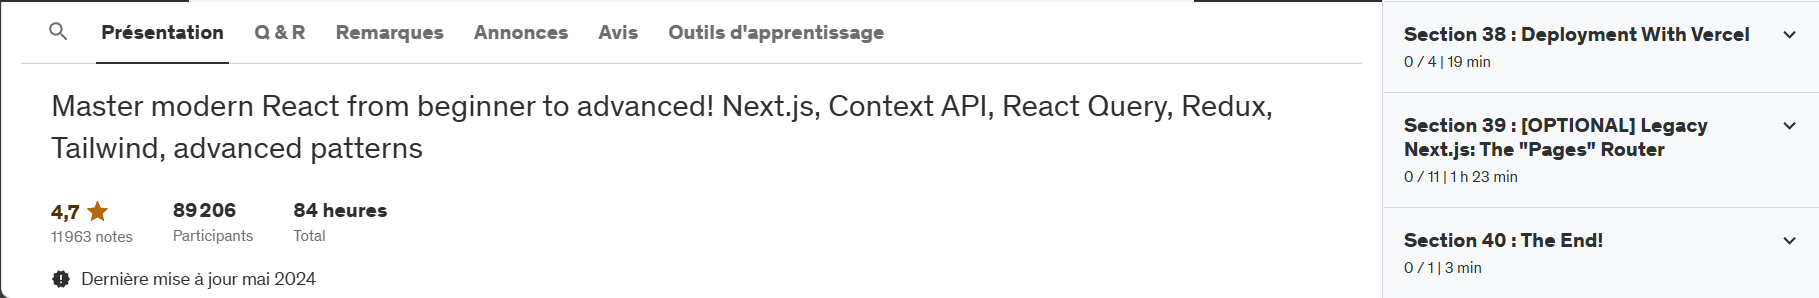 Présentation
Q & R
Remarques
Annonces
Avis
Outils d'apprentissage
Master modern React from beginner to advanced! Next.js, Context API, React Query, Redux,
Tailwind, advanced patterns
4,7
11 963 notes
89 206
Participants
84 heures
Total
Dernière mise à jour mai 2024
Section 38 : Deployment With Vercel
0 / 4 | 19 min
Section 39 : [OPTIONAL] Legacy
Next.js: The "Pages" Router
0 / 11 | 1 h 23 min
Section 40 : The End!
0 / 1 | 3 min